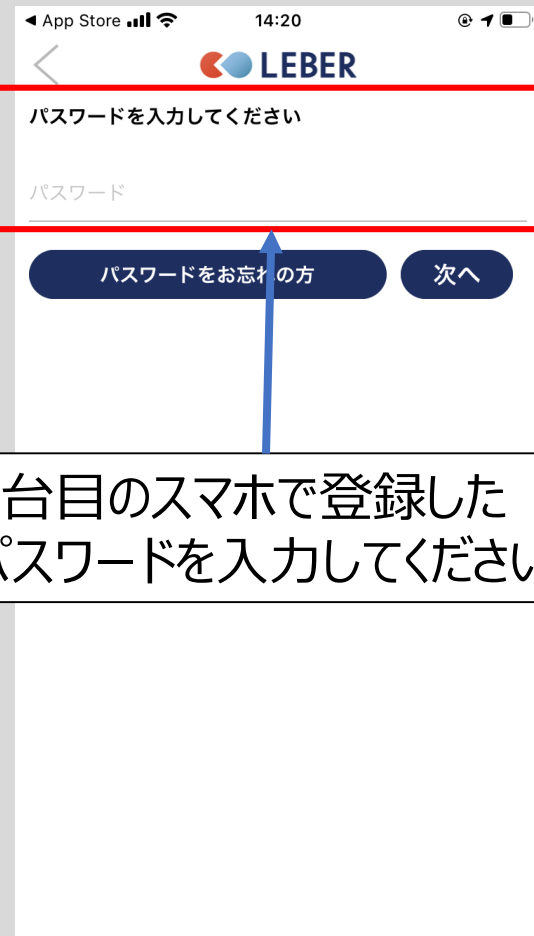 ◀ App Store 14:20
LEBER
パスワードを入力してください
パスワード
パスワードをお忘れの方 次へ
台目のスマホで登録した
パスワードを入力してください